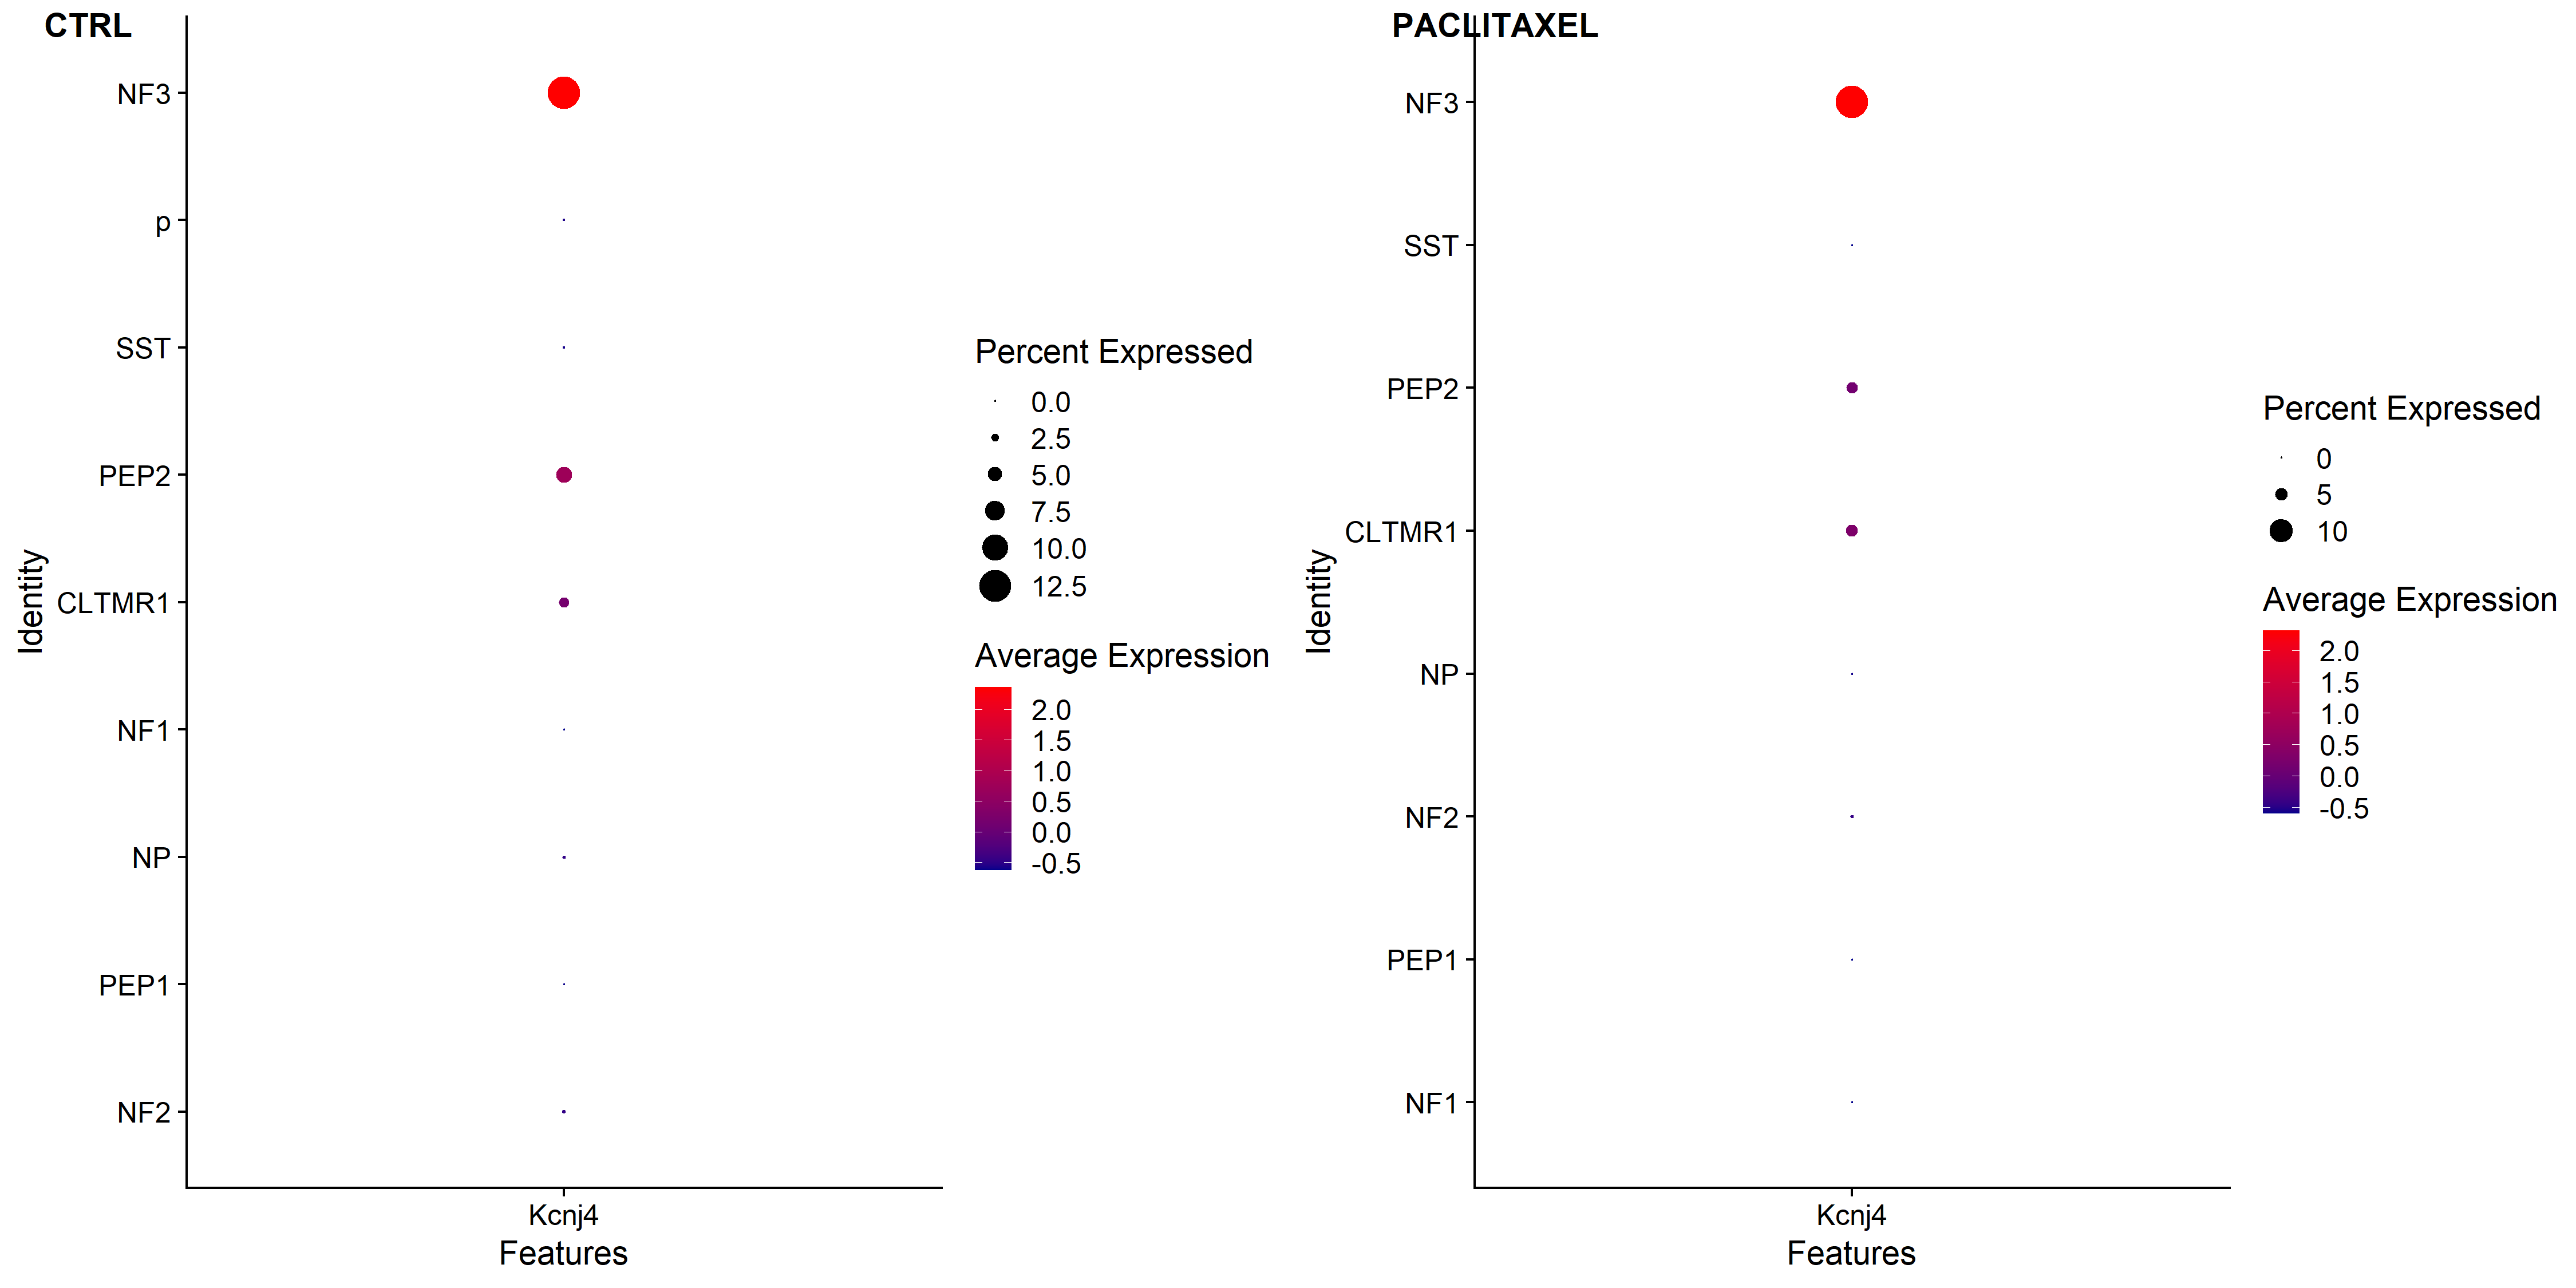 CTRL
NF3
p
SST
PEP2
CLTMR1
NF1
NP
PEP1
NF2
Identity
Kcnj4
Features
Percent Expressed
0.0
2.5
5.0
7.5
10.0
12.5
Average Expression
2.0
1.5
1.0
0.5
0.0
-0.5
PACLITAXEL
NF3
SST
PEP2
CLTMR1
NP
NF2
PEP1
NF1
Identity
Kcnj4
Features
Percent Expressed
0
5
10
Average Expression
2.0
1.5
1.0
0.5
0.0
-0.5